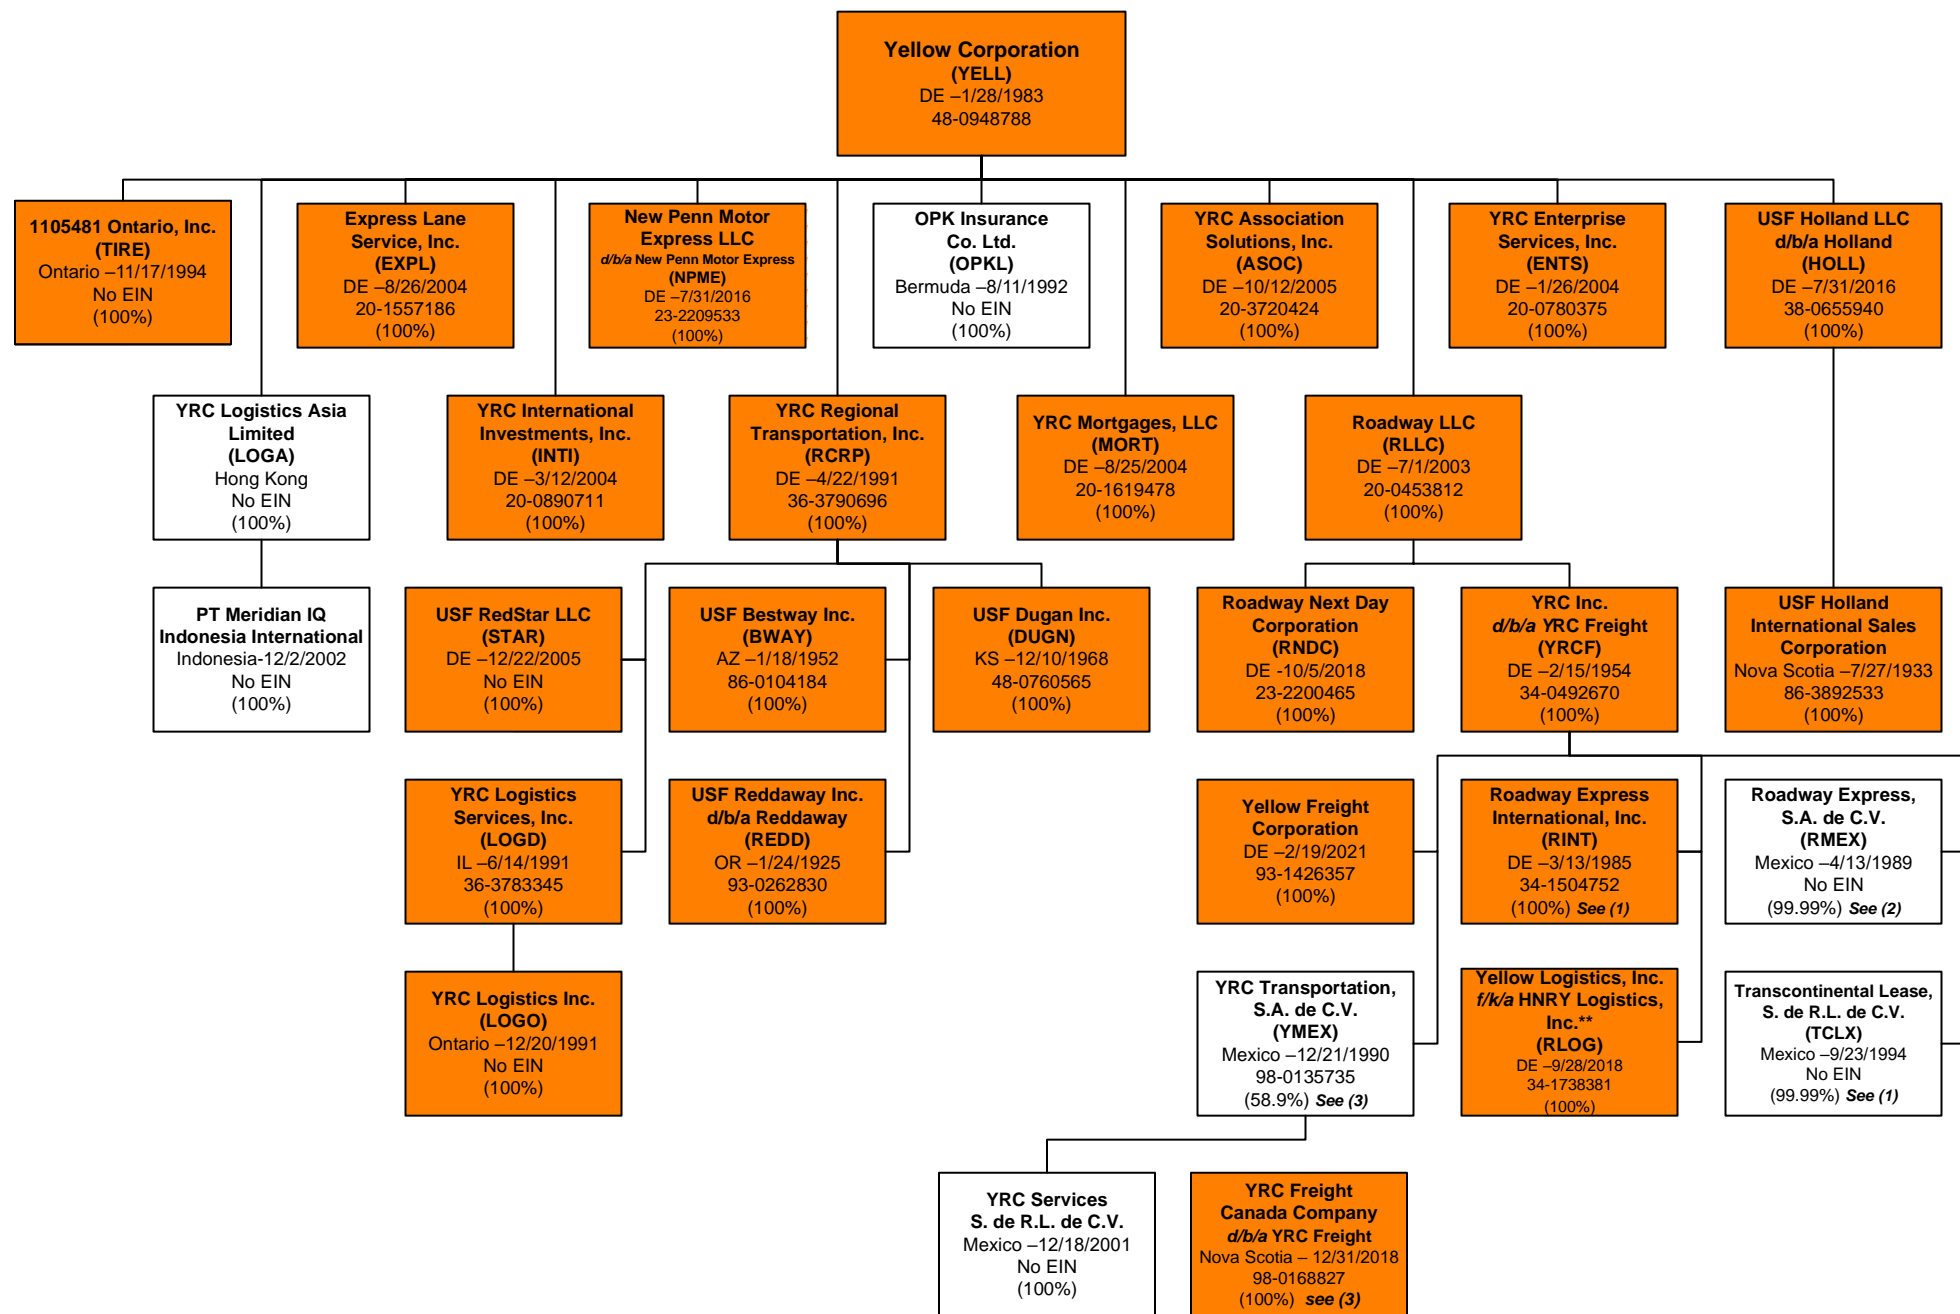 Yellow Corporation
(YELL)
DE –1/28/1983
48-0948788
1105481 Ontario, Inc.
(TIRE)
Ontario –11/17/1994
No EIN
(100%)
Express Lane
Service, Inc.
(EXPL)
DE –8/26/2004
20-1557186
(100%)
New Penn Motor
Express LLC
d/b/a New Penn Motor Express
(NPME)
DE –7/31/2016
23-2209533
(100%)
OPK Insurance
Co. Ltd.
(OPKL)
Bermuda –8/11/1992
No EIN
(100%)
YRC Association
Solutions, Inc.
(ASOC)
DE –10/12/2005
20-3720424
(100%)
YRC Enterprise
Services, Inc.
(ENTS)
DE –1/26/2004
20-0780375
(100%)
USF Holland LLC
d/b/a Holland
(HOLL)
DE –7/31/2016
38-0655940
(100%)
YRC Logistics Asia
Limited
(LOGA)
Hong Kong
No EIN
(100%)
YRC International
Investments, Inc.
(INTI)
DE –3/12/2004
20-0890711
(100%)
YRC Regional
Transportation, Inc.
(RCRP)
DE –4/22/1991
36-3790696
(100%)
YRC Mortgages, LLC
(MORT)
DE –8/25/2004
20-1619478
(100%)
Roadway LLC
(RLLC)
DE –7/1/2003
20-0453812
(100%)
PT Meridian IQ
Indonesia International
Indonesia-12/2/2002
No EIN
(100%)
USF RedStar LLC
(STAR)
DE –12/22/2005
No EIN
(100%)
USF Bestway Inc.
(BWAY)
AZ –1/18/1952
86-0104184
(100%)
USF Dugan Inc.
(DUGN)
KS –12/10/1968
48-0760565
(100%)
Roadway Next Day
Corporation
(RNDC)
DE -10/5/2018
23-2200465
(100%)
YRC Inc.
d/b/a YRC Freight
(YRCF)
DE –2/15/1954
34-0492670
(100%)
USF Holland
International Sales
Corporation
Nova Scotia –7/27/1933
86-3892533
(100%)
YRC Logistics
Services, Inc.
(LOGD)
IL –6/14/1991
36-3783345
(100%)
USF Reddaway Inc.
d/b/a Reddaway
(REDD)
OR –1/24/1925
93-0262830
(100%)
Yellow Freight
Corporation
DE –2/19/2021
93-1426357
(100%)
Roadway Express
International, Inc.
(RINT)
DE –3/13/1985
34-1504752
(100%) See (1)
Roadway Express,
S.A. de C.V.
(RMEX)
Mexico –4/13/1989
No EIN
(99.99%) See (2)
YRC Logistics Inc.
(LOGO)
Ontario –12/20/1991
No EIN
(100%)
YRC Transportation,
S.A. de C.V.
(YMEX)
Mexico –12/21/1990
98-0135735
(58.9%) See (3)
Yellow Logistics, Inc.
f/k/a HNRY Logistics,
Inc.**
(RLOG)
DE –9/28/2018
34-1738381
(100%)
Transcontinental Lease,
S. de R.L. de C.V.
(TCLX)
Mexico –9/23/1994
No EIN
(99.99%) See (1)
YRC Services
S. de R.L. de C.V.
Mexico –12/18/2001
No EIN
(100%)
YRC Freight
Canada Company
d/b/a YRC Freight
Nova Scotia – 12/31/2018
98-0168827
(100%) see (3)